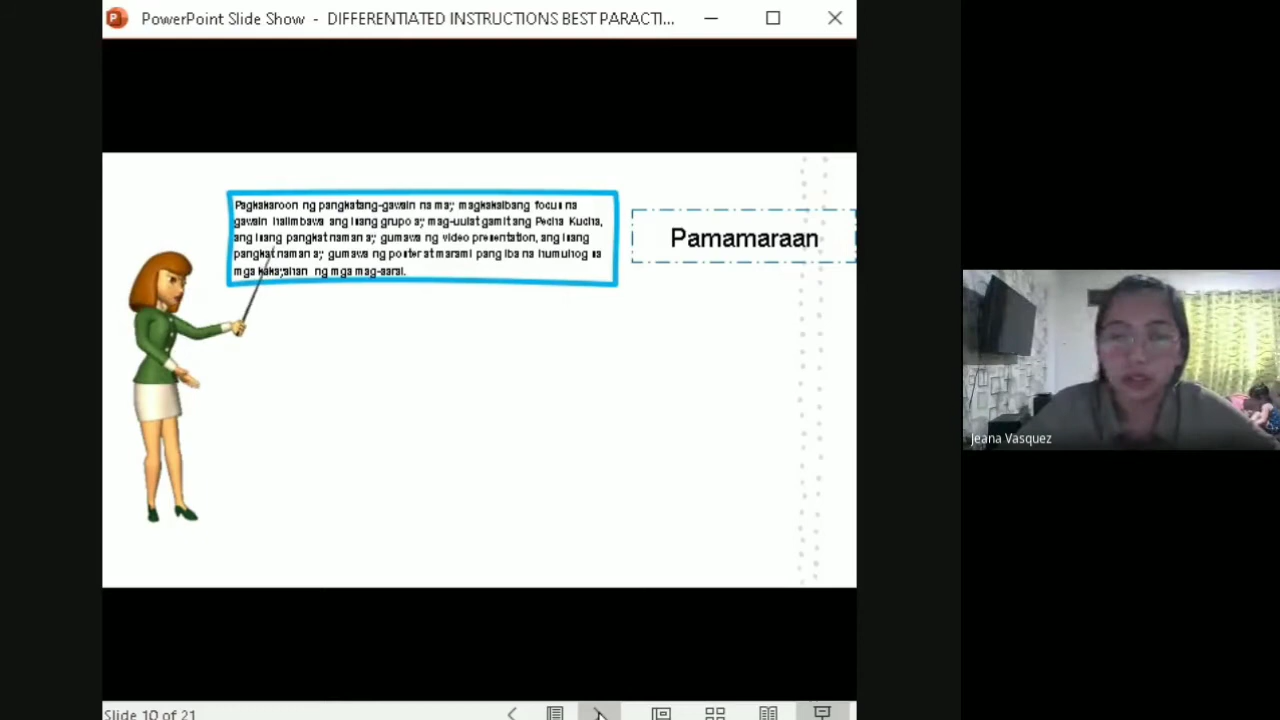 PowerPoint Slide Show - DIFFERENTIATED INSTRUCTIONS BEST PARACTI...
Pagkakaroon ng pangkatang-gawain na may magkakaibang focus na
gawain halimbawa ang isang grupo ay mag-uulat gamit ang Pecha Kucha,
ang isang pangkat naman ay gumawa ng video presentation, ang isang
pangkat naman ay gumawa ng poster at marami pang iba na humuhog sa
mga kakayahan ng mga mag-aaral.
Pamamaraan
Jeana Vasquez
Slide 10 of 21